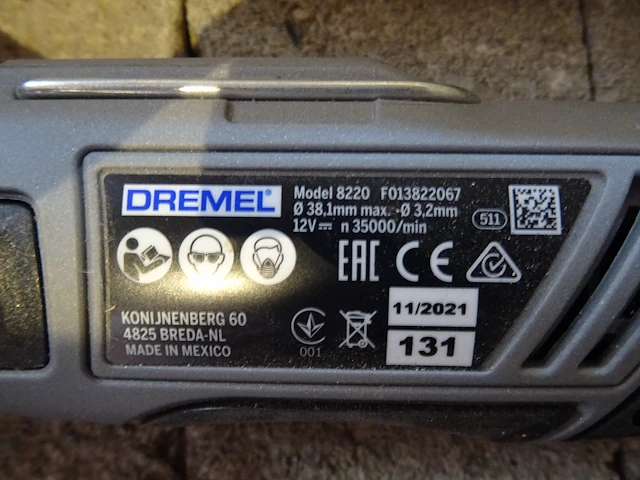 DREMEL
Model 8220 F013822067
Ø 38,1mm max. -Ø 3,2mm
12V⎓ n 35000/min
511
EAC CE
11/2021
131
KONIJNENBERG 60
4825 BREDA-NL
MADE IN MEXICO
001